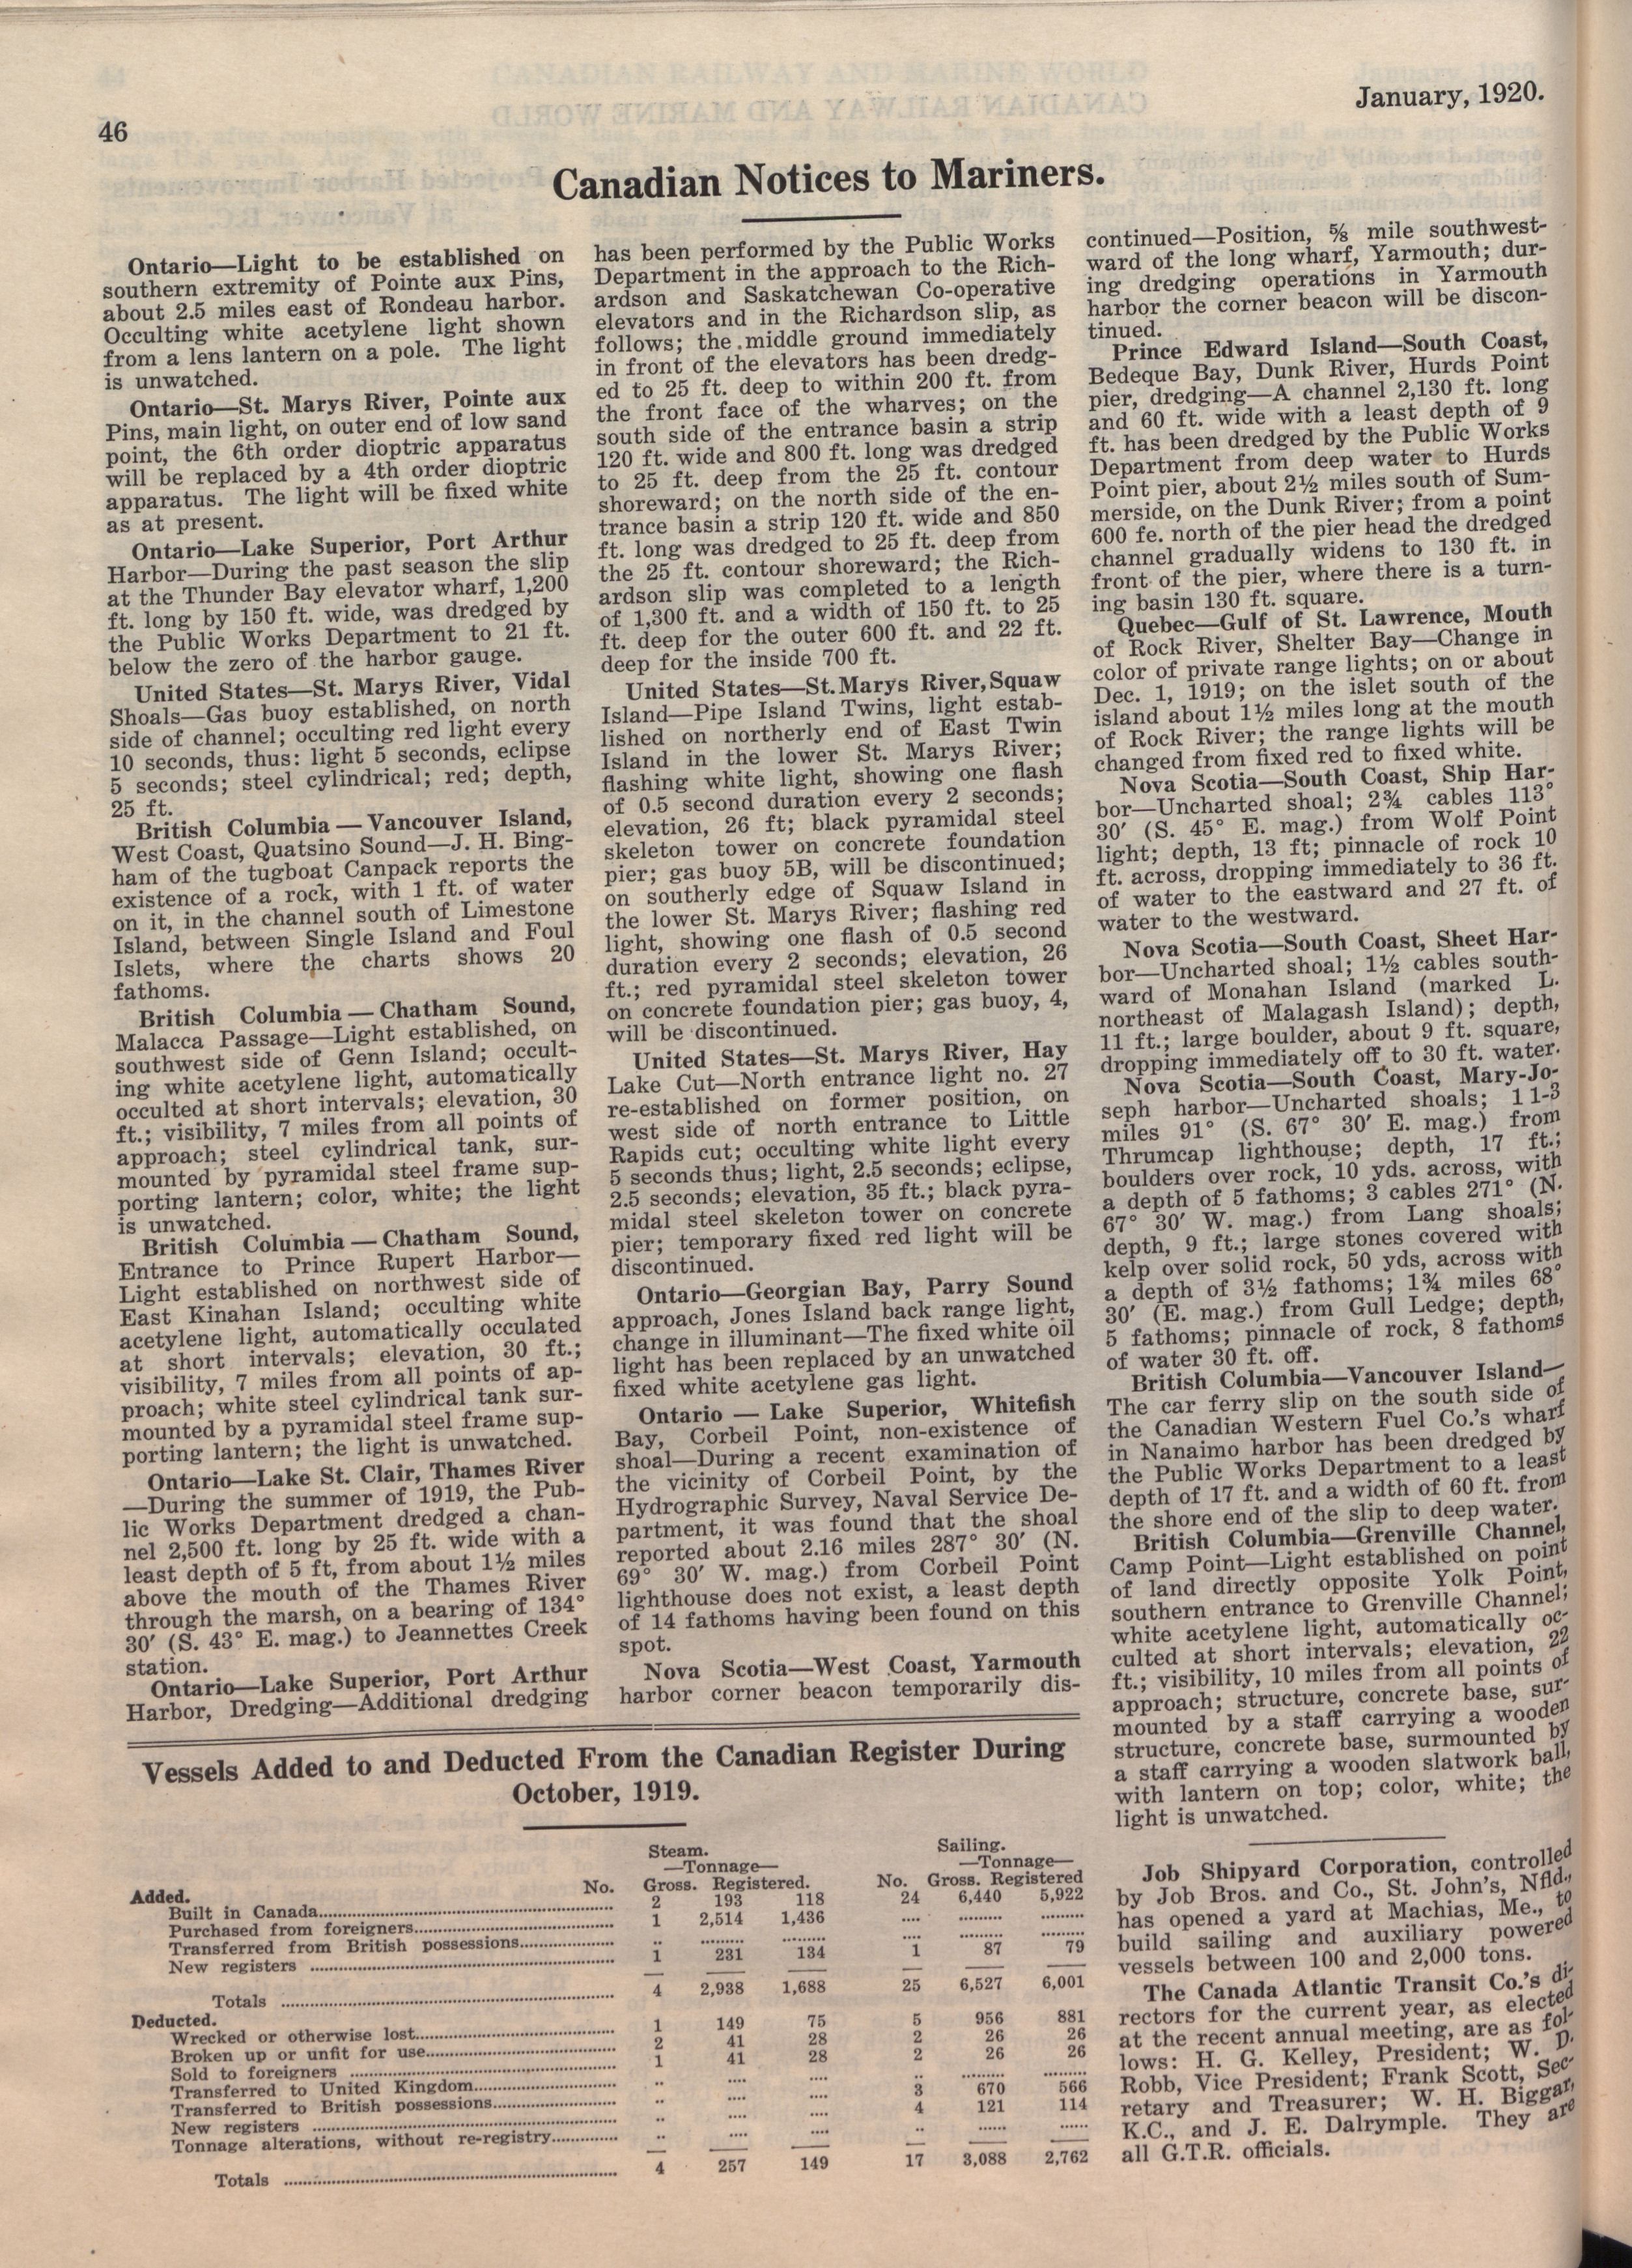 46
January, 1920.
Canadian Notices to Mariners.
Ontario—Light to be established on
southern extremity of Pointe aux Pins,
about 2.5 miles east of Rondeau harbor.
Occulting white acetylene light shown
from a lens lantern on a pole. The light
is unwatched.
Ontario—St. Marys River, Pointe aux
Pins, main light, on outer end of low sand
point, the 6th order dioptric apparatus
will be replaced by a 4th order dioptric
apparatus. The light will be fixed white
as at present.
Ontario—Lake Superior, Port Arthur
Harbor—During the past season the slip
at the Thunder Bay elevator wharf, 1,200
ft. long by 150 ft. wide, was dredged by
the Public Works Department to 21 ft.
below the zero of the harbor gauge.
United States—St. Marys River, Vidal
Shoals—Gas buoy established, on north
side of channel; occulting red light every
10 seconds, thus: light 5 seconds, eclipse
5 seconds; steel cylindrical; red; depth,
25 ft.
British Columbia—Vancouver Island,
West Coast, Quatsino Sound—J. H. Bing-
ham of the tugboat Canpack reports the
existence of a rock, with 1 ft. of water
on it, in the channel south of Limestone
Island, between Single Island and Foul
Islets, where the charts shows 20
fathoms.
British Columbia—Chatham Sound,
Malacca Passage—Light established, on
southwest side of Genn Island; occult-
ing white acetylene light, automatically
occulted at short intervals; elevation, 30
ft.; visibility, 7 miles from all points of
approach; steel cylindrical tank, sur-
mounted by pyramidal steel frame sup-
porting lantern; color, white; the light
is unwatched.
British Columbia—Chatham Sound,
Entrance to Prince Rupert Harbor—
Light established on northwest side of
East Kinahan Island; occulting white
acetylene light, automatically occulated
at short intervals; elevation, 30 ft.;
visibility, 7 miles from all points of ap-
proach; white steel cylindrical tank sur-
mounted by a pyramidal steel frame sup-
porting lantern; the light is unwatched.
Ontario—Lake St. Clair, Thames River
—During the summer of 1919, the Pub-
lic Works Department dredged a chan-
nel 2,500 ft. long by 25 ft. wide with a
least depth of 5 ft, from about 1½ miles
above the mouth of the Thames River
through the marsh, on a bearing of 134°
30′ (S. 43° E. mag.) to Jeannettes Creek
station.
Ontario—Lake Superior, Port Arthur
Harbor, Dredging—Additional dredging
has been performed by the Public Works
Department in the approach to the Rich-
ardson and Saskatchewan Co-operative
elevators and in the Richardson slip, as
follows; the middle ground immediately
in front of the elevators has been dredg-
ed to 25 ft. deep to within 200 ft. from
the front face of the wharves; on the
south side of the entrance basin a strip
120 ft. wide and 800 ft. long was dredged
to 25 ft. deep from the 25 ft. contour
shoreward; on the north side of the en-
trance basin a strip 120 ft. wide and 850
ft. long was dredged to 25 ft. deep from
the 25 ft. contour shoreward; the Rich-
ardson slip was completed to a length
of 1,300 ft. and a width of 150 ft. to 25
ft. deep for the outer 600 ft. and 22 ft.
deep for the inside 700 ft.
United States—St. Marys River, Squaw
Island—Pipe Island Twins, light estab-
lished on northerly end of East Twin
Island in the lower St. Marys River;
flashing white light, showing one flash
of 0.5 second duration every 2 seconds;
elevation, 26 ft; black pyramidal steel
skeleton tower on concrete foundation
pier; gas buoy 5B, will be discontinued;
on southerly edge of Squaw Island in
the lower St. Marys River; flashing red
light, showing one flash of 0.5 second
duration every 2 seconds; elevation, 26
ft.; red pyramidal steel skeleton tower
on concrete foundation pier; gas buoy, 4,
will be discontinued.
United States—St. Marys River, Hay
Lake Cut—North entrance light no. 27
re-established on former position, on
west side of north entrance to Little
Rapids cut; occulting white light every
5 seconds thus; light, 2.5 seconds; eclipse,
2.5 seconds; elevation, 35 ft.; black pyra-
midal steel skeleton tower on concrete
pier; temporary fixed red light will be
discontinued.
Ontario—Georgian Bay, Parry Sound
approach, Jones Island back range light,
change in illuminant—The fixed white oil
light has been replaced by an unwatched
fixed white acetylene gas light.
Ontario — Lake Superior, Whitefish
Bay, Corbeil Point, non-existence of
shoal—During a recent examination of
the vicinity of Corbeil Point, by the
Hydrographic Survey, Naval Service De-
partment, it was found that the shoal
reported about 2.16 miles 287° 30′ (N.
69° 30′ W. mag.) from Corbeil Point
lighthouse does not exist, a least depth
of 14 fathoms having been found on this
spot.
Nova Scotia—West Coast, Yarmouth
harbor corner beacon temporarily dis-
continued—Position, ⅝ mile southwest-
ward of the long wharf, Yarmouth; dur-
ing dredging operations in Yarmouth
harbor the corner beacon will be discon-
tinued.
Prince Edward Island—South Coast,
Bedeque Bay, Dunk River, Hurds Point
pier, dredging—A channel 2,130 ft. long
and 60 ft. wide with a least depth of 9
ft. has been dredged by the Public Works
Department from deep water to Hurds
Point pier, about 2½ miles south of Sum-
merside, on the Dunk River; from a point
600 fe. north of the pier head the dredged
channel gradually widens to 130 ft. in
front of the pier, where there is a turn-
ing basin 130 ft. square.
Quebec—Gulf of St. Lawrence, Mouth
of Rock River, Shelter Bay—Change in
color of private range lights; on or about
Dec. 1, 1919; on the islet south of the
island about 1½ miles long at the mouth
of Rock River; the range lights will be
changed from fixed red to fixed white.
Nova Scotia—South Coast, Ship Har-
bor—Uncharted shoal; 2¾ cables 113°
30′ (S. 45° E. mag.) from Wolf Point
light; depth, 13 ft; pinnacle of rock 10
ft. across, dropping immediately to 36 ft.
of water to the eastward and 27 ft. of
water to the westward.
Nova Scotia—South Coast, Sheet Har-
bor—Uncharted shoal; 1½ cables south-
ward of Monahan Island (marked L.
northeast of Malagash Island); depth,
11 ft.; large boulder, about 9 ft. square,
dropping immediately off to 30 ft. water.
Nova Scotia—South Coast, Mary-Jo-
seph harbor—Uncharted shoals; 1 1-3
miles 91° (S. 67° 30′ E. mag.) from
Thrumcap lighthouse; depth, 17 ft.;
boulders over rock, 10 yds. across, with
a depth of 5 fathoms; 3 cables 271° (N.
67° 30′ W. mag.) from Lang shoals;
depth, 9 ft.; large stones covered with
kelp over solid rock, 50 yds, across with
a depth of 3½ fathoms; 1¾ miles 68°
30′ (E. mag.) from Gull Ledge; depth,
5 fathoms; pinnacle of rock, 8 fathoms
of water 30 ft. off.
British Columbia—Vancouver Island—
The car ferry slip on the south side of
the Canadian Western Fuel Co.'s wharf
in Nanaimo harbor has been dredged by
the Public Works Department to a least
depth of 17 ft. and a width of 60 ft. from
the shore end of the slip to deep water.
British Columbia—Grenville Channel,
Camp Point—Light established on point
of land directly opposite Yolk Point,
southern entrance to Grenville Channel;
white acetylene light, automatically oc-
culted at short intervals; elevation, 22
ft.; visibility, 10 miles from all points of
approach; structure, concrete base, sur-
mounted by a staff carrying a wooden
structure, concrete base, surmounted by
a staff carrying a wooden slatwork ball,
with lantern on top; color, white; the
light is unwatched.
Job Shipyard Corporation, controlled
by Job Bros. and Co., St. John's, Nfld.,
has opened a yard at Machias, Me., to
build sailing and auxiliary powered
vessels between 100 and 2,000 tons.
The Canada Atlantic Transit Co.'s di-
rectors for the current year, as elected
at the recent annual meeting, are as fol-
lows: H. G. Kelley, President; W. D.
Robb, Vice President; Frank Scott, Sec-
retary and Treasurer; W. H. Biggar,
K.C., and J. E. Dalrymple. They are
all G.T.R. officials.
Vessels Added to and Deducted From the Canadian Register During
October, 1919.
Steam. Sailing.
—Tonnage— —Tonnage—
No. Gross. Registered. No. Gross. Registered
Added.
Built in Canada 2 193 118 24 6,440 5,922
Purchased from foreigners 1 2,514 1,436 .... ......... .........
Transferred from British possessions .. ......... ......... .... ......... .........
New registers 1 231 134 1 87 79
Totals 4 2,938 1,688 25 6,527 6,001
Deducted.
Wrecked or otherwise lost 1 149 75 5 956 881
Broken up or unfit for use 2 41 28 2 26 26
Sold to foreigners 1 41 28 2 26 26
Transferred to United Kingdom .. .... .... .. ......... .........
Transferred to British possessions .. .... .... 3 670 566
New registers .. .... .... 4 121 114
Tonnage alterations, without re-registry .. .... .... .. ...... ......
Totals 4 257 149 17 3,088 2,762